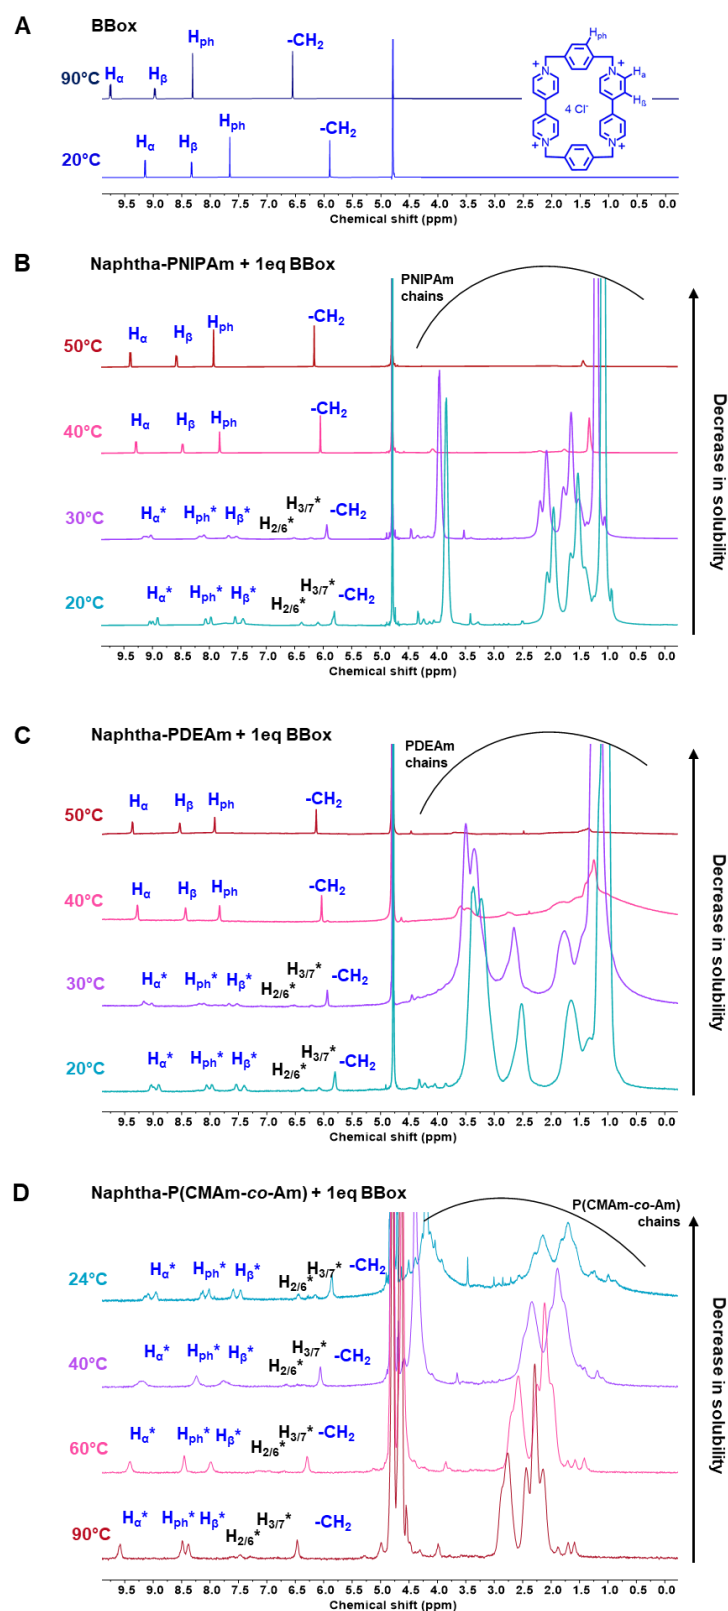 A
BBox
90°C
Hα
Hβ
Hph
-CH2
20°C
Hα
Hβ
Hph
-CH2
Hph
N+
N+
Ha
Hß
4 Cl-
N+
N+
9.5 9.0 8.5 8.0 7.5 7.0 6.5 6.0 5.5 5.0 4.5 4.0 3.5 3.0 2.5 2.0 1.5 1.0 0.5 0.0
Chemical shift (ppm)
B
Naphtha-PNIPAm + 1eq BBox
PNIPAm
chains
50°C
Hα
Hβ
Hph
-CH2
40°C
Hα
Hβ
Hph
-CH2
30°C
Hα*
Hph*
Hβ*
H2/6*
H3/7*
-CH2
20°C
Hα*
Hph*
Hβ*
H2/6*
H3/7*
-CH2
Decrease in solubility
9.5 9.0 8.5 8.0 7.5 7.0 6.5 6.0 5.5 5.0 4.5 4.0 3.5 3.0 2.5 2.0 1.5 1.0 0.5 0.0
Chemical shift (ppm)
C
Naphtha-PDEAm + 1eq BBox
PDEAm
chains
50°C
Hα
Hβ
Hph
-CH2
40°C
Hα
Hβ
Hph
-CH2
30°C
Hα*
Hph*
Hβ*
H2/6*
H3/7*
-CH2
20°C
Hα*
Hph*
Hβ*
H2/6*
H3/7*
-CH2
Decrease in solubility
9.5 9.0 8.5 8.0 7.5 7.0 6.5 6.0 5.5 5.0 4.5 4.0 3.5 3.0 2.5 2.0 1.5 1.0 0.5 0.0
Chemical shift (ppm)
D
Naphtha-P(CMAm-co-Am) + 1eq BBox
P(CMAm-co-Am)
chains
24°C
Hα*
Hph*
Hβ*
H2/6*
H3/7*
-CH2
40°C
Hα*
Hph*
Hβ*
H2/6*
H3/7*
-CH2
60°C
Hα*
Hph*
Hβ*
H2/6*
H3/7*
-CH2
90°C
Hα*
Hph*
Hβ*
H2/6*
H3/7*
-CH2
Decrease in solubility
9.5 9.0 8.5 8.0 7.5 7.0 6.5 6.0 5.5 5.0 4.5 4.0 3.5 3.0 2.5 2.0 1.5 1.0 0.5 0.0
Chemical shift (ppm)